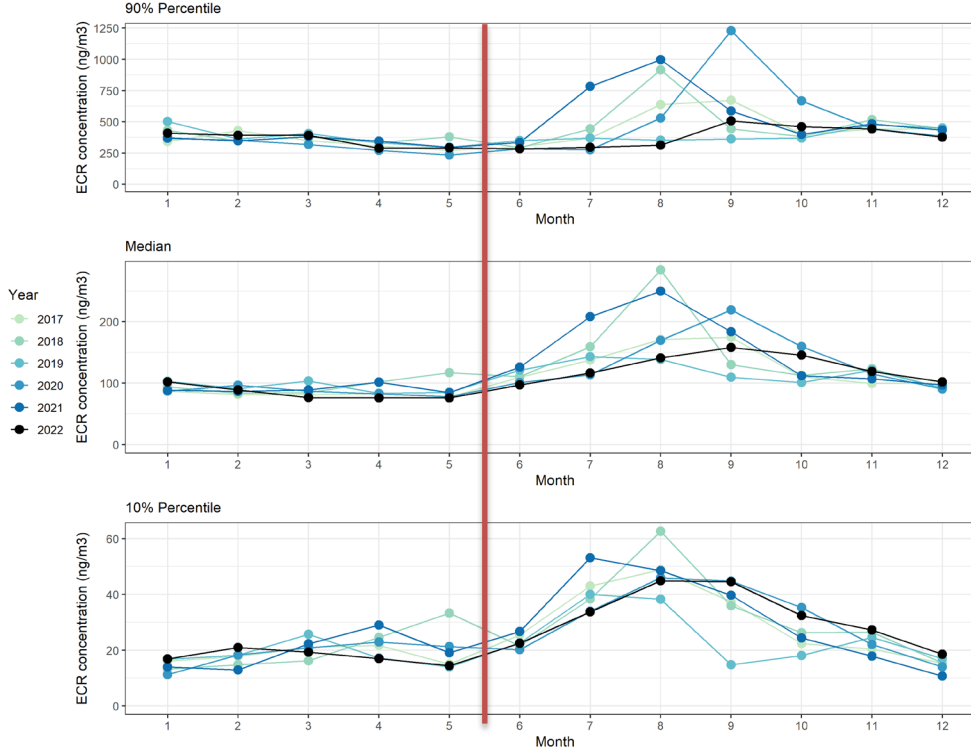 90% Percentile
ECR concentration (ng/m3)
1250
1000
750
500
250
0
1 2 3 4 5 6 7 8 9 10 11 12
Month
Median
ECR concentration (ng/m3)
200
100
0
1 2 3 4 5 6 7 8 9 10 11 12
Month
Year
2017
2018
2019
2020
2021
2022
10% Percentile
ECR concentration (ng/m3)
60
40
20
0
1 2 3 4 5 6 7 8 9 10 11 12
Month